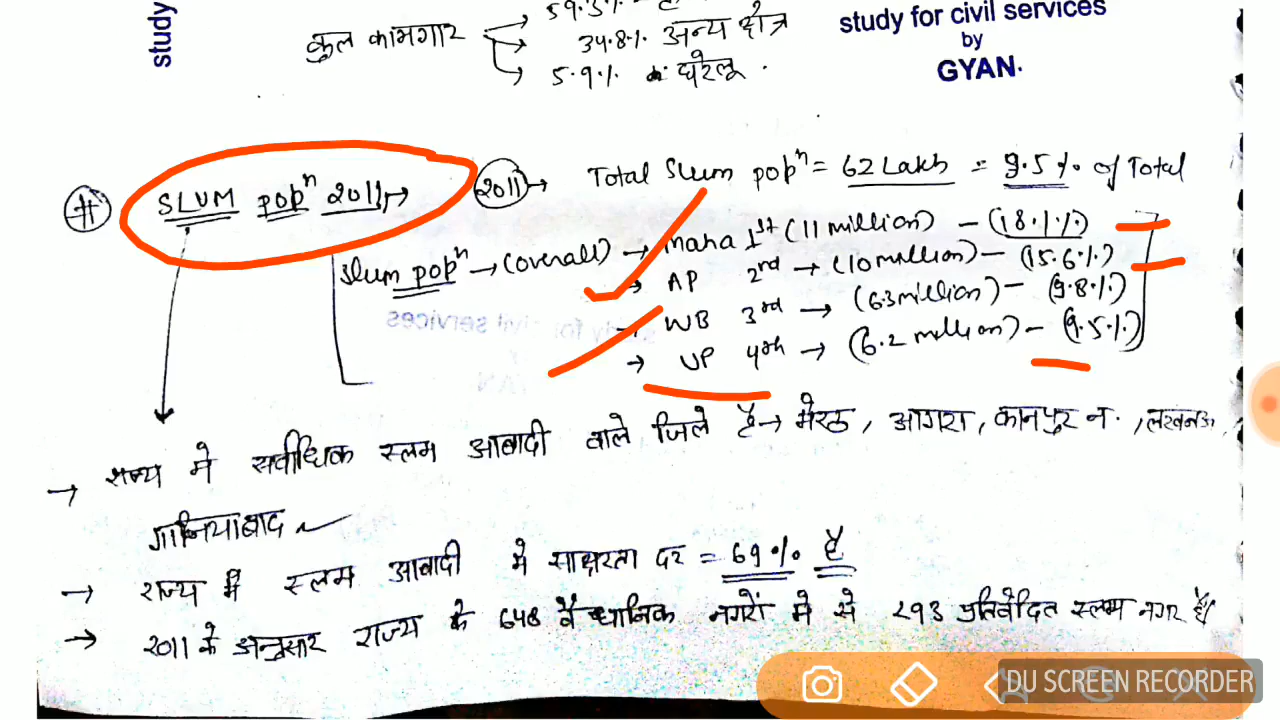 59.5%
कुल कामगार → 34.8% अन्य क्षेत्र
→ 5.9% घरेलू
study for civil services
by
GYAN.
study
# SLUM popⁿ 2011 →
2011 → Total Slum popⁿ = 62 Lakh = 9.5% of Total
Slum popⁿ → (overall) → Maha 1st (11 million) – (18.1%)
→ AP 2nd → (10 million) – (15.6%)
→ WB 3rd → (6.3 million) – (9.8%)
→ UP 4th → (6.2 million) – (9.5%)
→ राज्य मे सर्वाधिक स्लम आबादी वाले जिले है → मेरठ, आगरा, कानपुर न., लखनऊ,
गाजियाबाद
→ राज्य में स्लम आबादी मे साक्षरता दर = 69% है
→ 2011 के अनुसार राज्य के 648 वैधानिक नगरों मे से 293 प्रतिवेदित स्लम नगर है
DU SCREEN RECORDER